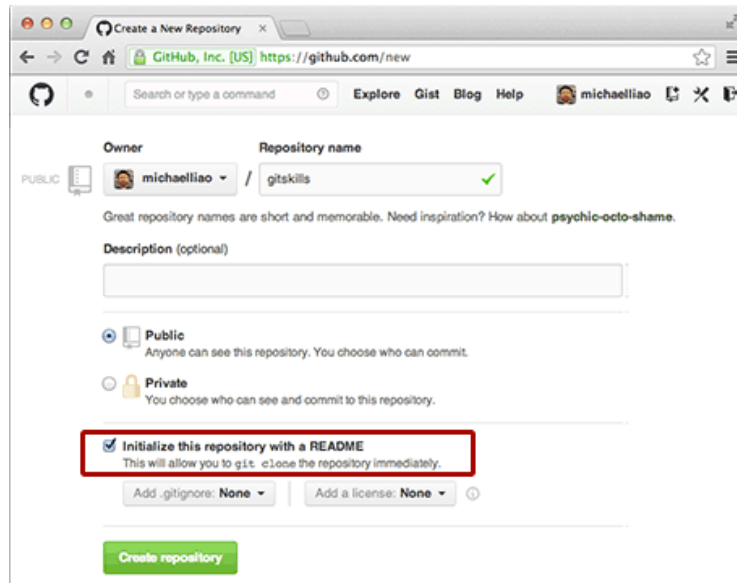 Create a New Repository
GitHub, Inc. [US] https://github.com/new
Search or type a command Explore Gist Blog Help michaelliao
Owner Repository name
PUBLIC michaelliao / gitskills
Great repository names are short and memorable. Need inspiration? How about psychic-octo-shame.
Description (optional)
Public
Anyone can see this repository. You choose who can commit.
Private
You choose who can see and commit to this repository.
Initialize this repository with a README
This will allow you to git clone the repository immediately.
Add .gitignore: None Add a license: None
Create repository